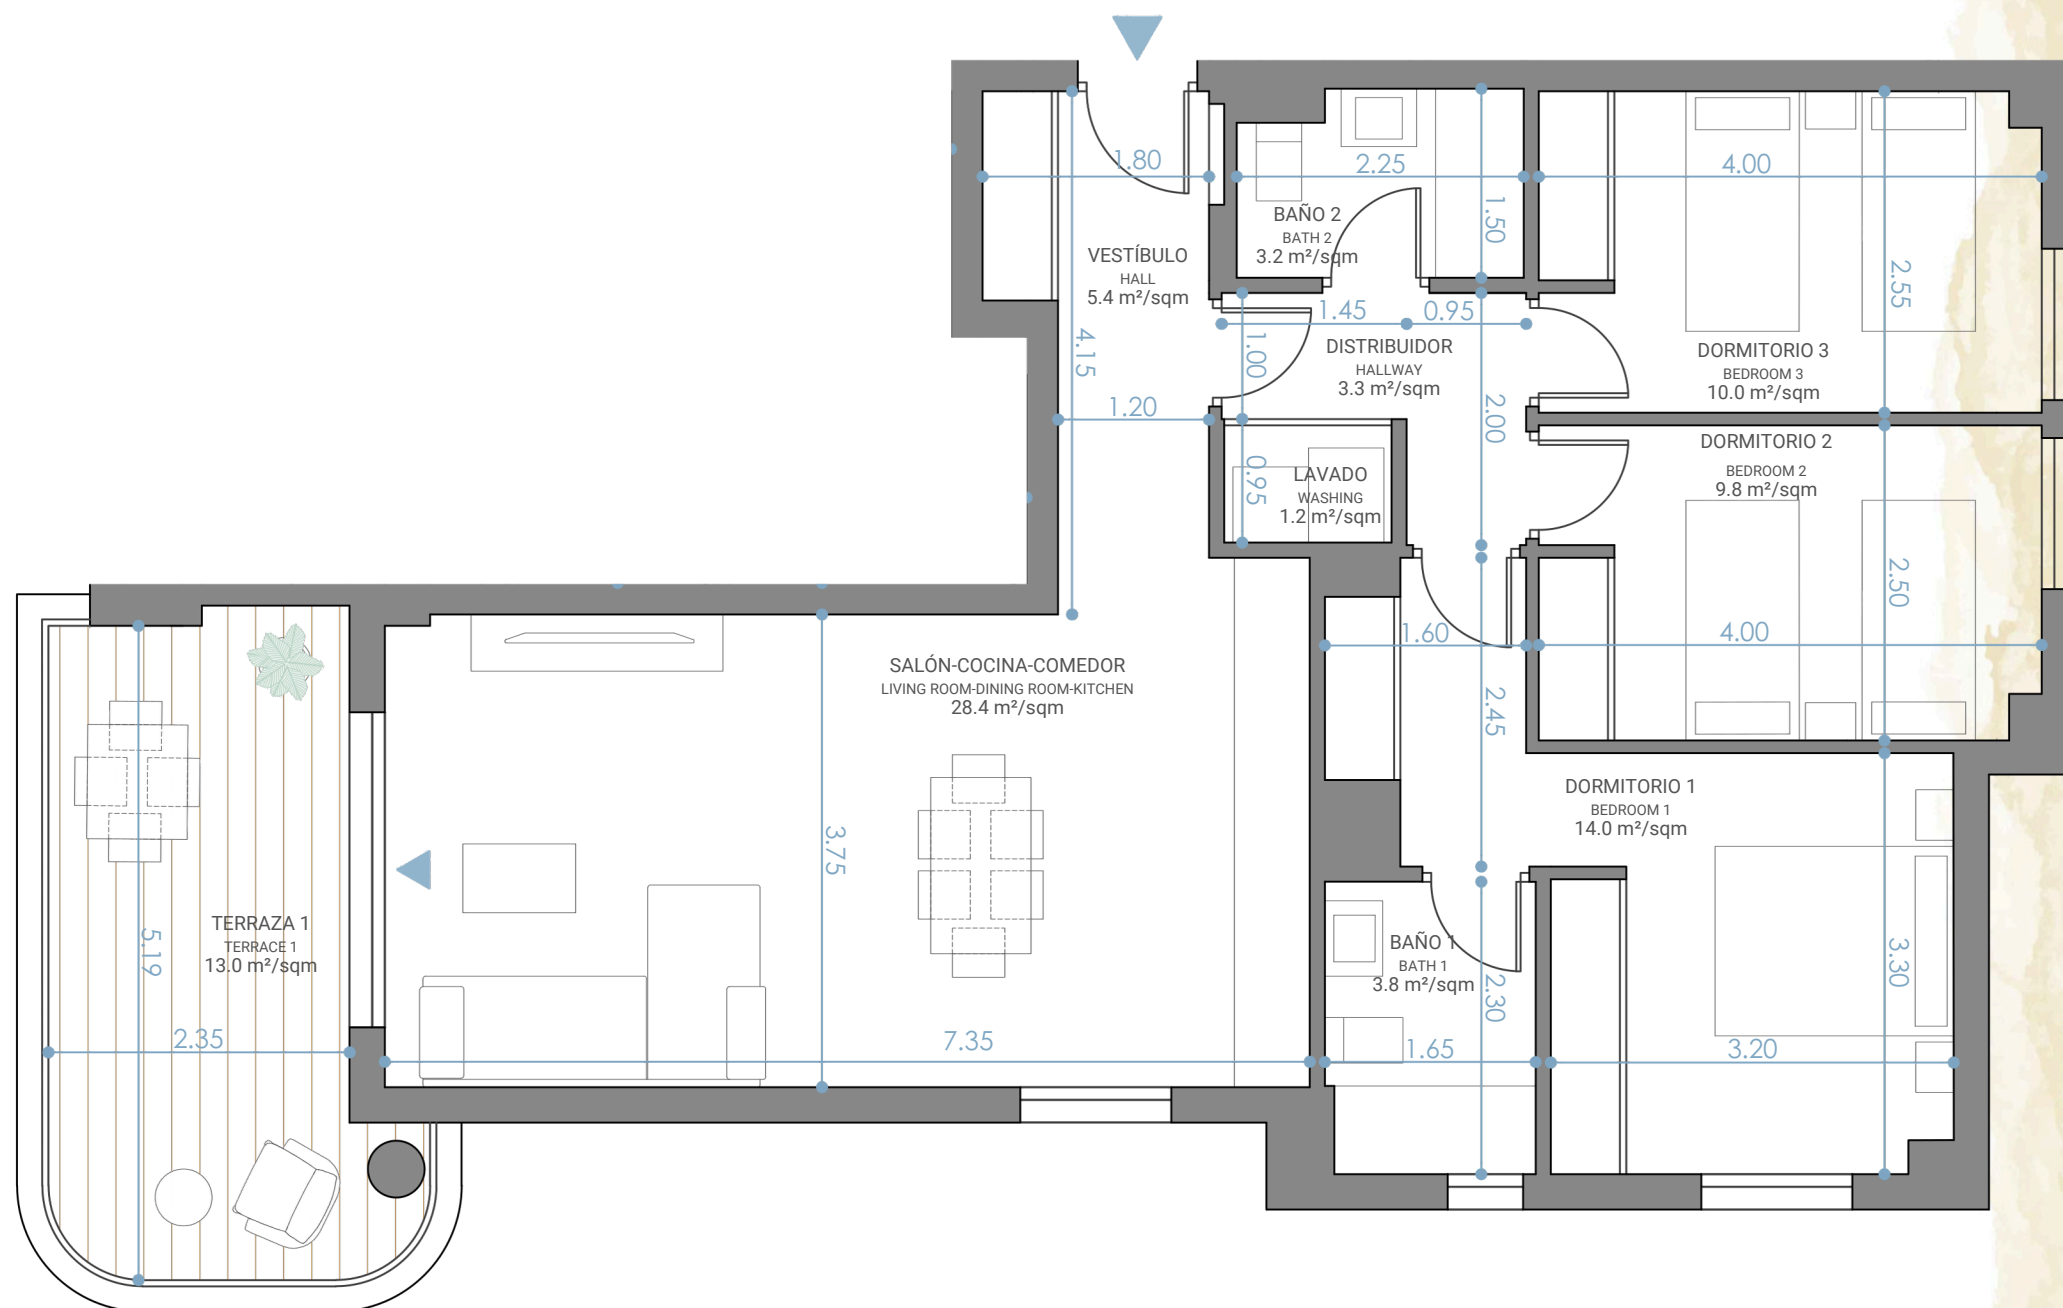 1.80
2.25
4.00
1.50
BAÑO 2
BATH 2
3.2 m²/sqm
VESTÍBULO
HALL
5.4 m²/sqm
2.55
1.45
0.95
4.15
1.00
DISTRIBUIDOR
HALLWAY
3.3 m²/sqm
DORMITORIO 3
BEDROOM 3
10.0 m²/sqm
1.20
2.00
DORMITORIO 2
BEDROOM 2
9.8 m²/sqm
0.95
LAVADO
WASHING
1.2 m²/sqm
2.50
1.60
4.00
SALÓN-COCINA-COMEDOR
LIVING ROOM-DINING ROOM-KITCHEN
28.4 m²/sqm
2.45
DORMITORIO 1
BEDROOM 1
14.0 m²/sqm
3.75
TERRAZA 1
TERRACE 1
13.0 m²/sqm
5.19
BAÑO 1
BATH 1
3.8 m²/sqm
2.30
3.30
2.35
7.35
1.65
3.20